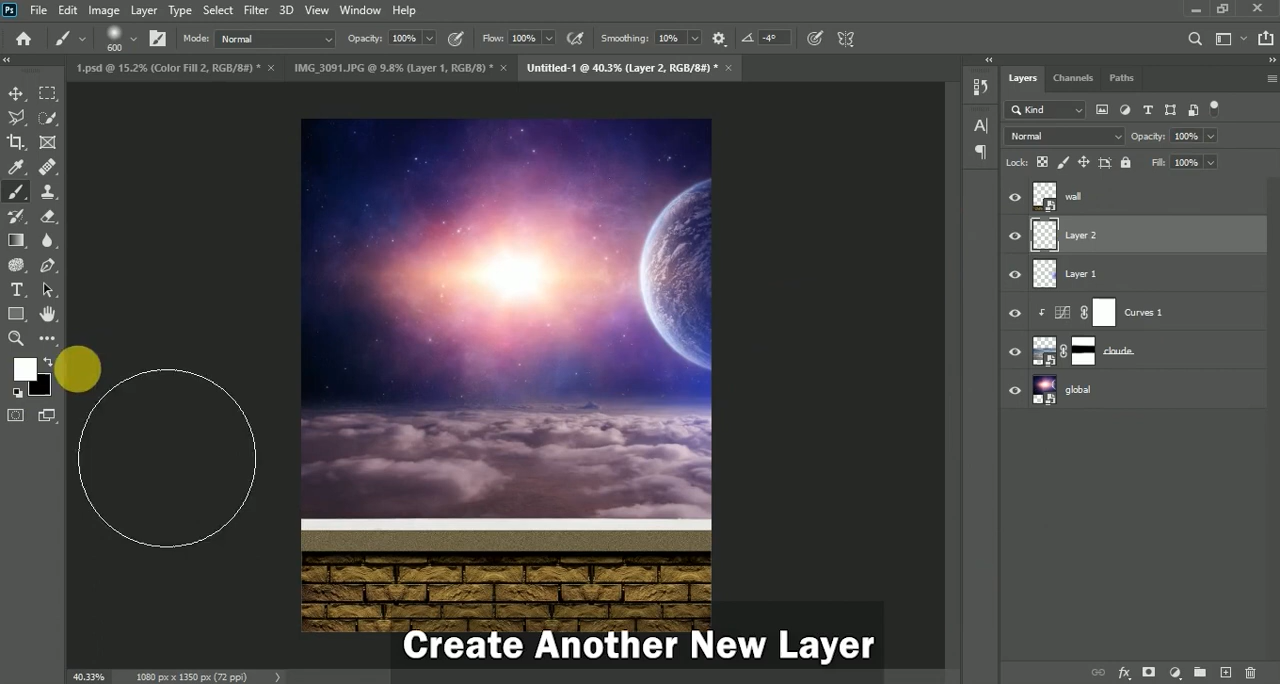 Ps File Edit Image Layer Type Select Filter 3D View Window Help
600 Mode: Normal Opacity: 100% Flow: 100% Smoothing: 10% -4°
1.psd @ 15.2% (Color Fill 2, RGB/8#) * × IMG_3091.JPG @ 9.8% (Layer 1, RGB/8) * × Untitled-1 @ 40.3% (Layer 2, RGB/8#) * ×
Layers Channels Paths
Kind
Normal Opacity: 100%
Lock: Fill: 100%
wall
Layer 2
Layer 1
Curves 1
cloude
global
Create Another New Layer
40.33% 1080 px x 1350 px (72 ppi)